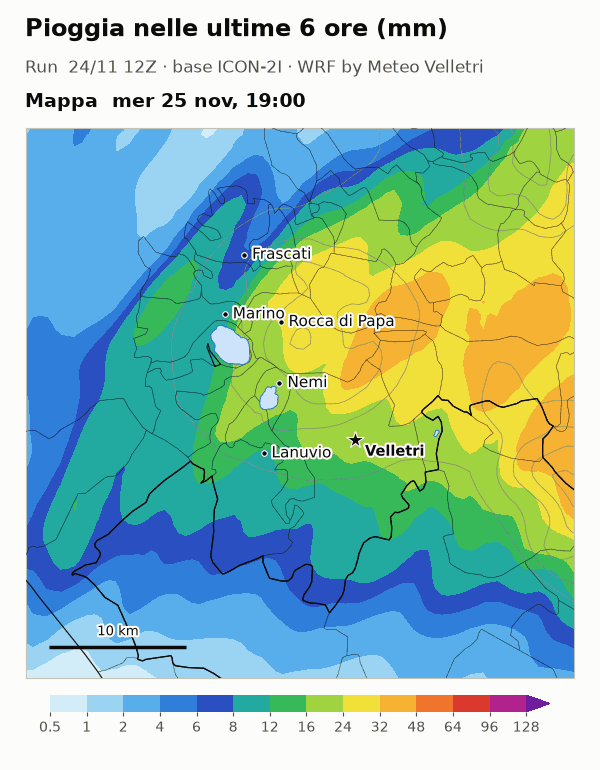 Pioggia nelle ultime 6 ore (mm)
Run  24/11 12Z · base ICON-2I · WRF by Meteo Velletri
Mappa  mer 25 nov, 19:00
Frascati
Marino
Rocca di Papa
Nemi
Velletri
Lanuvio
10 km
0.5 1 2 4 6 8 12 16 24 32 48 64 96 128